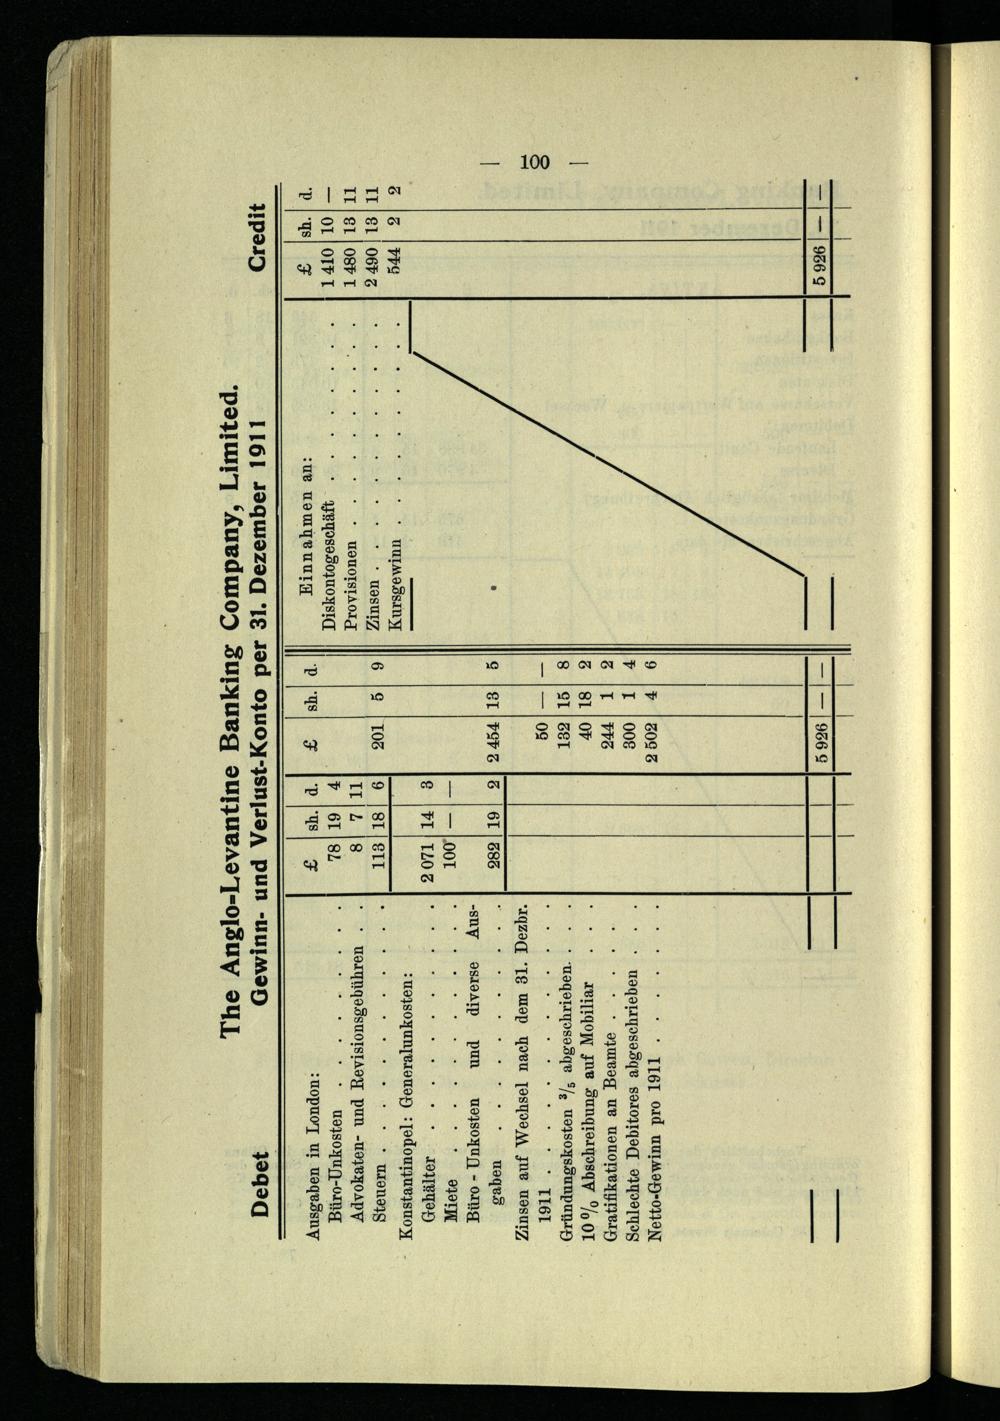 — 100 —
The Anglo-Levantine Banking Company, Limited.
Debet Gewinn- und Verlust-Konto per 31. Dezember 1911 Credit
£ sh. d. £ sh. d.
Ausgaben in London:
Büro-Unkosten . . . . . . . 78 19 4
Advokaten- und Revisionsgebühren . . 8 7 11
Steuern . . . . . . . . . 113 18 6 201 5 9
Konstantinopel: Generalunkosten:
Gehälter . . . . . . . . 2 071 14 3
Miete . . . . . . . . 100 — —
Büro - Unkosten und diverse Aus-
gaben . . . . . . . . 282 19 2 2 454 13 5
Zinsen auf Wechsel nach dem 31. Dezbr.
1911 . . . . . . . . . 50 — —
Gründungskosten ³/₅ abgeschrieben . . . 132 15 8
10 % Abschreibung auf Mobiliar . . . 40 18 2
Gratifikationen an Beamte . . . . . 244 1 2
Schlechte Debitores abgeschrieben . . . 300 1 4
Netto-Gewinn pro 1911 . . . . . . 2 502 4 6
5 926 — —
£ sh. d.
Einnahmen an:
Diskontogeschäft . . . . . . . 1 410 10 —
Provisionen . . . . . . . . 1 480 13 11
Zinsen . . . . . . . . . 2 490 13 11
Kursgewinn . . . . . . . . 544 2 2
5 926 — —